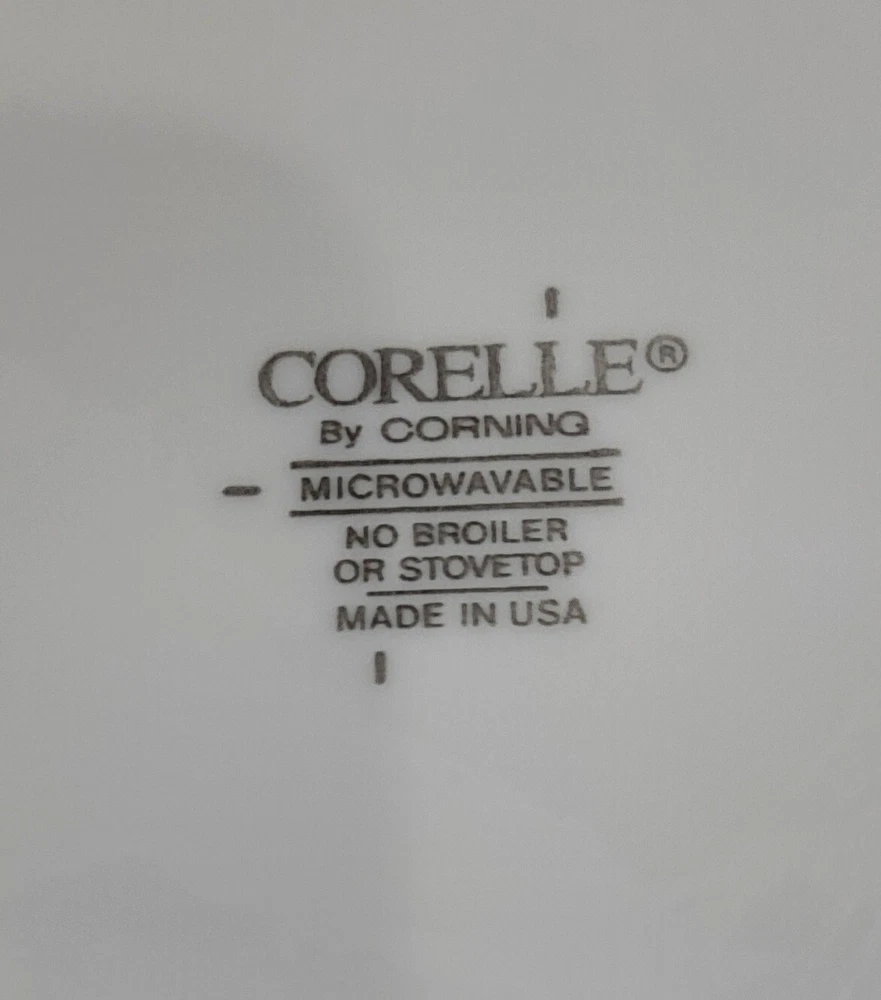 CORELLE®
By CORNING
MICROWAVABLE
NO BROILER
OR STOVETOP
MADE IN USA